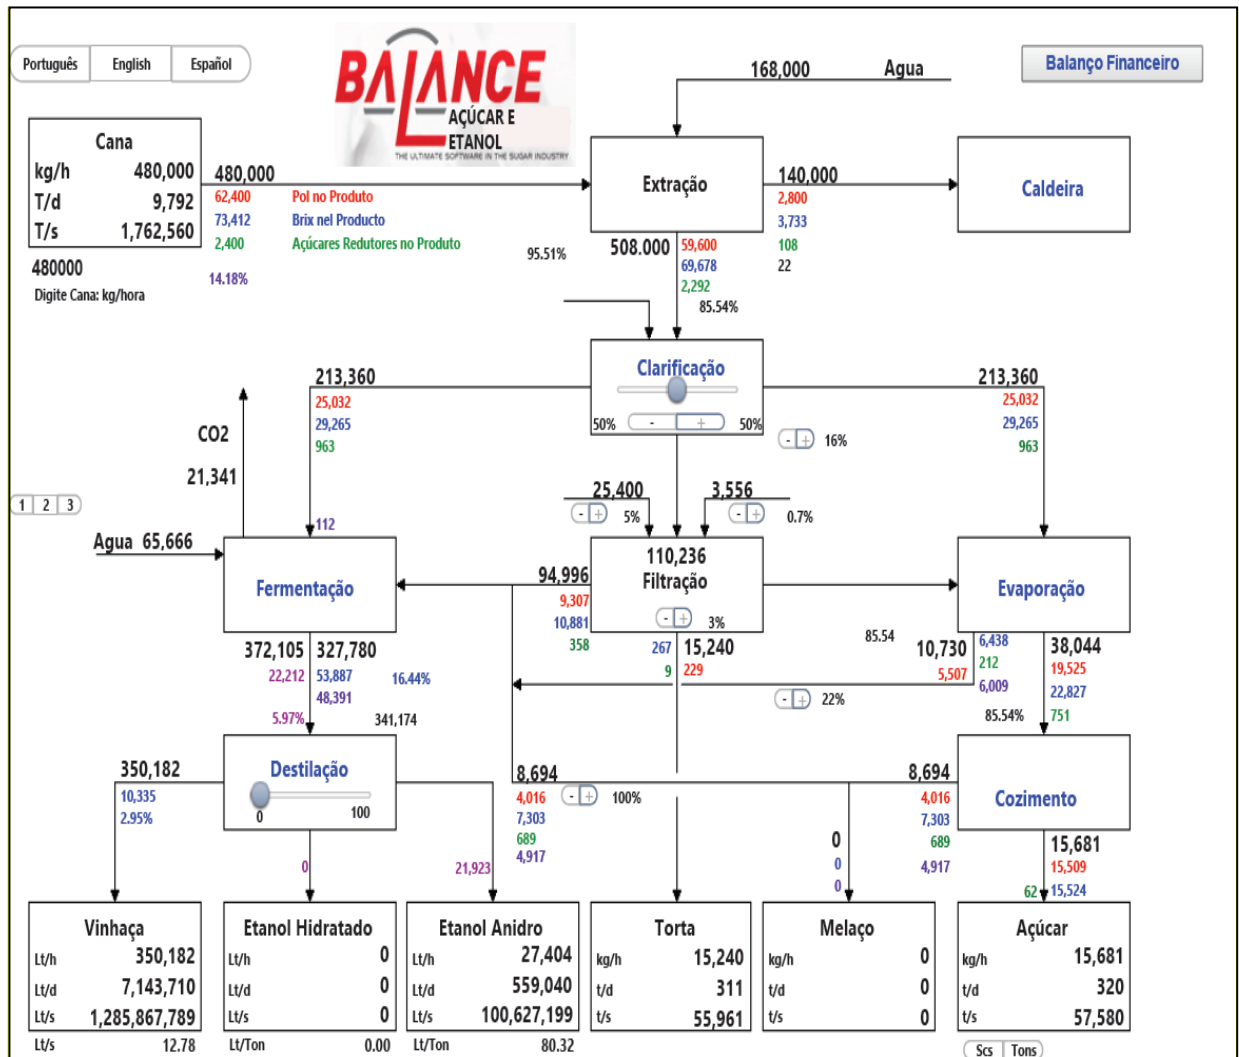 Português English Español
BALANCE
AÇÚCAR E
ETANOL
THE ULTIMATE SOFTWARE IN THE SUGAR INDUSTRY
168,000 Agua
Balanço Financeiro
Cana
kg/h 480,000
T/d 9,792
T/s 1,762,560
480000
Digite Cana: kg/hora
480,000
62,400 Pol no Produto
73,412 Brix nel Producto
2,400 Açúcares Redutores no Produto
14.18%
95.51%
Extração
140,000
2,800
3,733
108
22
Caldeira
508.000
59,600
69,678
2,292
85.54%
Clarificação
50% - + 50%
- + 16%
213,360
25,032
29,265
963
213,360
25,032
29,265
963
CO2
21,341
1 2 3
112
Agua 65,666
Fermentação
25,400
- + 5%
3,556
- + 0.7%
110,236
Filtração
- + 3%
94,996
9,307
10,881
358
267
9
15,240
229
Evaporação
85.54
10,730
5,507
6,438
212
6,009
38,044
19,525
22,827
751
85.54%
- + 22%
372,105
22,212
5.97%
327,780
53,887
48,391
16.44%
341,174
Destilação
0 100
350,182
10,335
2.95%
0
21,923
8,694
4,016
7,303
689
4,917
- + 100%
0
0
0
8,694
4,016
7,303
689
4,917
Cozimento
15,681
15,509
62 15,524
Vinhaça
Lt/h 350,182
Lt/d 7,143,710
Lt/s 1,285,867,789
Lt/s 12.78
Etanol Hidratado
Lt/h 0
Lt/d 0
Lt/s 0
Lt/Ton 0.00
Etanol Anidro
Lt/h 27,404
Lt/d 559,040
Lt/s 100,627,199
Lt/Ton 80.32
Torta
kg/h 15,240
t/d 311
t/s 55,961
Melaço
kg/h 0
t/d 0
t/s 0
Açúcar
kg/h 15,681
t/d 320
t/s 57,580
Scs Tons